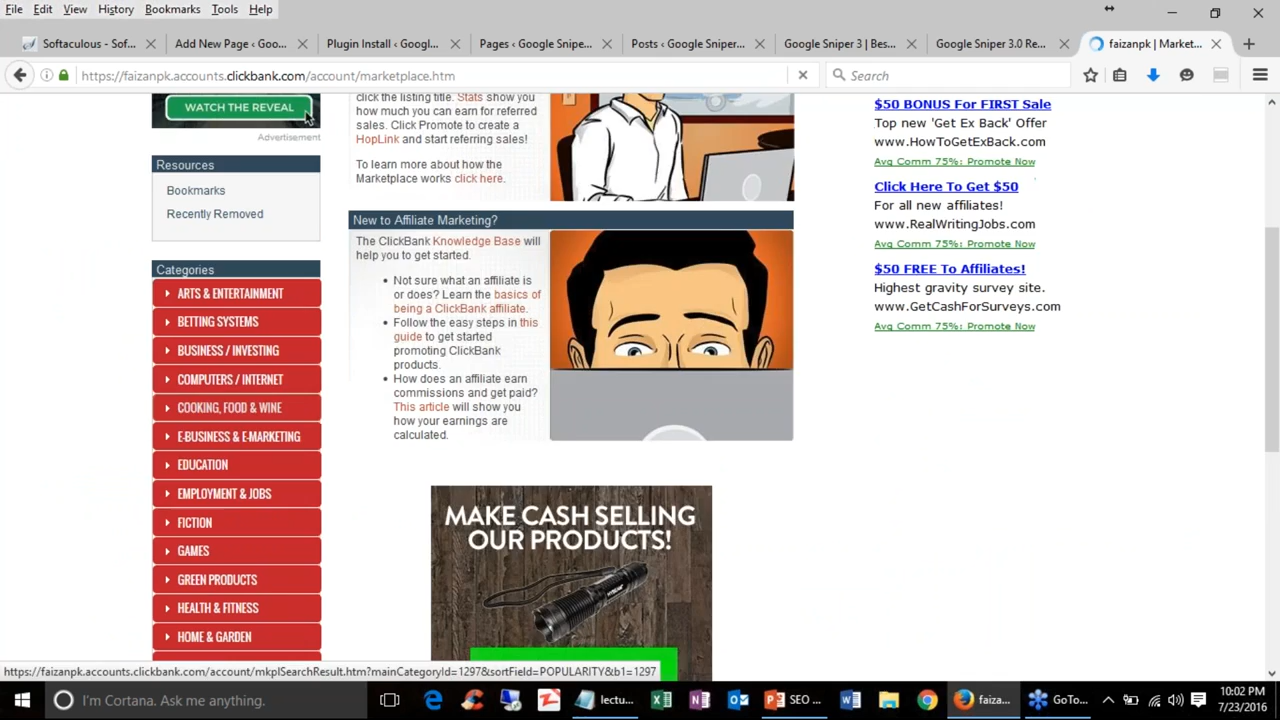 File Edit View History Bookmarks Tools Help
Softaculous - Sof...
Add New Page ‹ Goo...
Plugin Install ‹ Googl...
Pages ‹ Google Snipe...
Posts ‹ Google Sniper...
Google Sniper 3 | Bes...
Google Sniper 3.0 Re...
faizanpk | Market...
https://faizanpk.accounts.clickbank.com/account/marketplace.htm
Search
WATCH THE REVEAL
Advertisement
Resources
Bookmarks
Recently Removed
Categories
ARTS & ENTERTAINMENT
BETTING SYSTEMS
BUSINESS / INVESTING
COMPUTERS / INTERNET
COOKING, FOOD & WINE
E-BUSINESS & E-MARKETING
EDUCATION
EMPLOYMENT & JOBS
FICTION
GAMES
GREEN PRODUCTS
HEALTH & FITNESS
HOME & GARDEN
click the listing title. Stats show you
how much you can earn for referred
sales. Click Promote to create a
HopLink and start referring sales!
To learn more about how the
Marketplace works click here.
New to Affiliate Marketing?
The ClickBank Knowledge Base will
help you to get started.
Not sure what an affiliate is
or does? Learn the basics of
being a ClickBank affiliate.
Follow the easy steps in this
guide to get started
promoting ClickBank
products.
How does an affiliate earn
commissions and get paid?
This article will show you
how your earnings are
calculated.
MAKE CASH SELLING
OUR PRODUCTS!
$50 BONUS For FIRST Sale
Top new 'Get Ex Back' Offer
www.HowToGetExBack.com
Avg Comm 75%: Promote Now
Click Here To Get $50
For all new affiliates!
www.RealWritingJobs.com
Avg Comm 75%: Promote Now
$50 FREE To Affiliates!
Highest gravity survey site.
www.GetCashForSurveys.com
Avg Comm 75%: Promote Now
https://faizanpk.accounts.clickbank.com/account/mkplSearchResult.htm?mainCategoryId=1297&sortField=POPULARITY&b1=1297
I'm Cortana. Ask me anything.
lectu...
SEO ...
faiza...
GoTo...
10:02 PM
7/23/2016